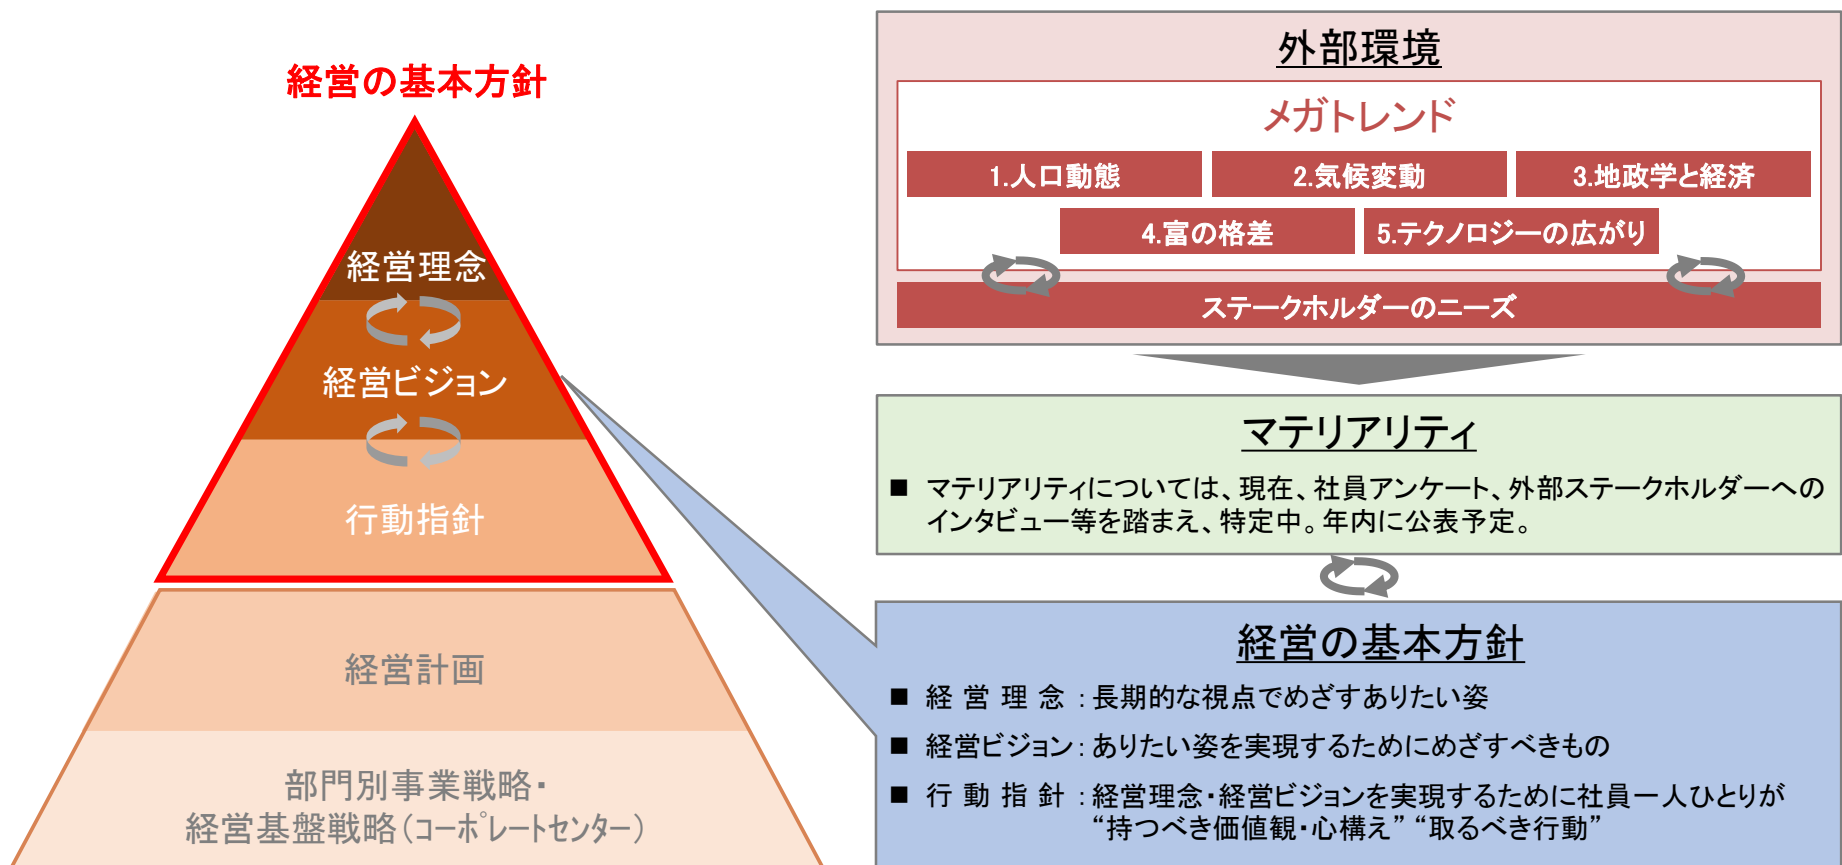 経営の基本方針
経営理念
経営ビジョン
行動指針
経営計画
部門別事業戦略・
経営基盤戦略(コーポレートセンター)
外部環境
メガトレンド
1.人口動態
2.気候変動
3.地政学と経済
4.富の格差
5.テクノロジーの広がり
ステークホルダーのニーズ
マテリアリティ
■ マテリアリティについては、現在、社員アンケート、外部ステークホルダーへの
インタビュー等を踏まえ、特定中。年内に公表予定。
経営の基本方針
■ 経 営 理 念 : 長期的な視点でめざすありたい姿
■ 経営ビジョン : ありたい姿を実現するためにめざすべきもの
■ 行 動 指 針 : 経営理念・経営ビジョンを実現するために社員一人ひとりが
“持つべき価値観・心構え” “取るべき行動”